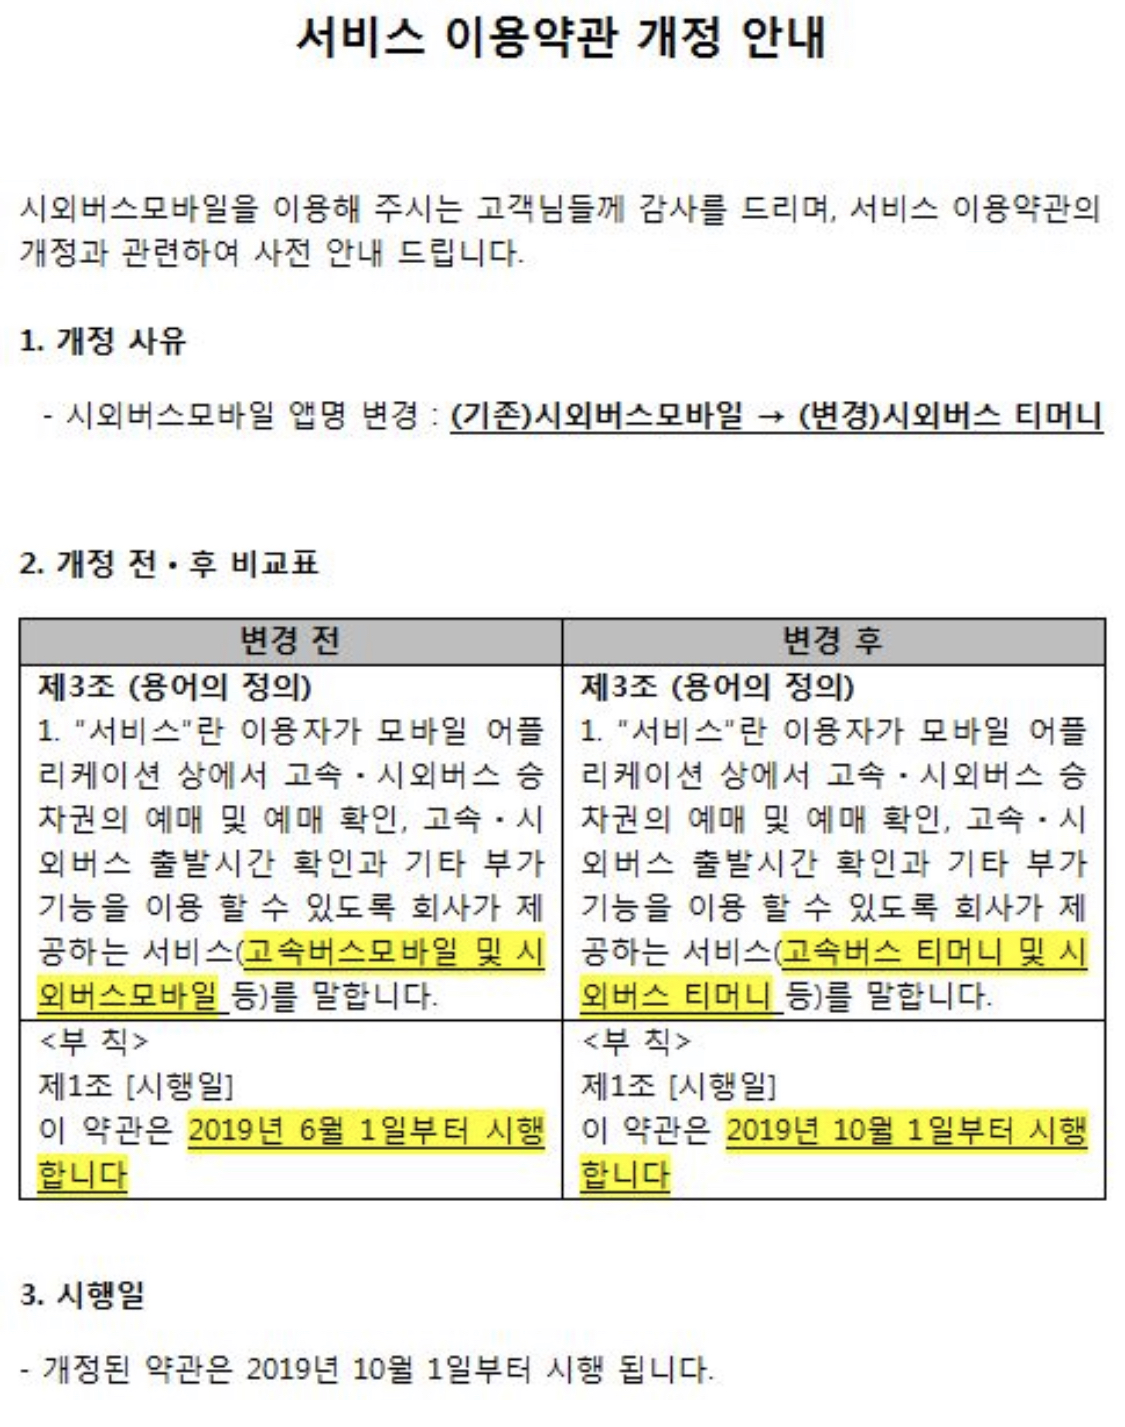 서비스 이용약관 개정 안내
시외버스모바일을 이용해 주시는 고객님들께 감사를 드리며, 서비스 이용약관의
개정과 관련하여 사전 안내 드립니다.
1. 개정 사유
- 시외버스모바일 앱명 변경 : (기존)시외버스모바일 → (변경)시외버스 티머니
2. 개정 전・후 비교표
변경 전
제3조 (용어의 정의)
1. “서비스”란 이용자가 모바일 어플
리케이션 상에서 고속・시외버스 승
차권의 예매 및 예매 확인, 고속・시
외버스 출발시간 확인과 기타 부가
기능을 이용 할 수 있도록 회사가 제
공하는 서비스(고속버스모바일 및 시
외버스모바일 등)를 말합니다.
<부 칙>
제1조 [시행일]
이 약관은 2019년 6월 1일부터 시행
합니다
변경 후
제3조 (용어의 정의)
1. “서비스”란 이용자가 모바일 어플
리케이션 상에서 고속・시외버스 승
차권의 예매 및 예매 확인, 고속・시
외버스 출발시간 확인과 기타 부가
기능을 이용 할 수 있도록 회사가 제
공하는 서비스(고속버스 티머니 및 시
외버스 티머니 등)를 말합니다.
<부 칙>
제1조 [시행일]
이 약관은 2019년 10월 1일부터 시행
합니다
3. 시행일
- 개정된 약관은 2019년 10월 1일부터 시행 됩니다.